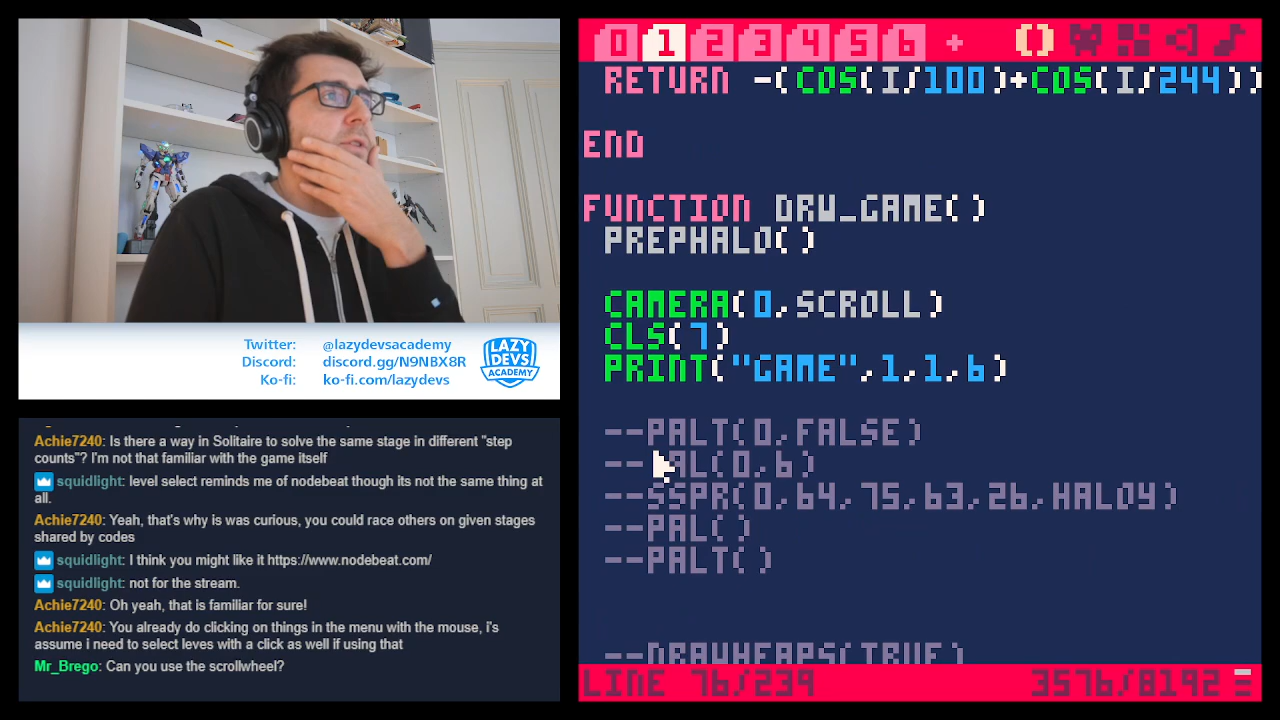 Twitter: @lazydevsacademy
Discord: discord.gg/N9NBX8R
Ko-fi: ko-fi.com/lazydevs
LAZY
DEVS
ACADEMY
Achie7240: Is there a way in Solitaire to solve the same stage in different "step
counts"? I'm not that familiar with the game itself
squidlight: level select reminds me of nodebeat though its not the same thing at
all.
Achie7240: Yeah, that's why is was curious, you could race others on given stages
shared by codes
squidlight: I think you might like it https://www.nodebeat.com/
squidlight: not for the stream.
Achie7240: Oh yeah, that is familiar for sure!
Achie7240: You already do clicking on things in the menu with the mouse, i's
assume i need to select leves with a click as well if using that
Mr_Brego: Can you use the scrollwheel?
0 1 2 3 4 5 6 + ()
RETURN -(COS(I/100)+COS(I/244))
END
FUNCTION DRW_GAME()
PREPHALO()
CAMERA(0,SCROLL)
CLS(7)
PRINT("GAME",1,1,6)
--PALT(0,FALSE)
--PAL(0,6)
--SSPR(0,64,75,63,26,HALOY)
--PAL()
--PALT()
--DRAWHEAPS(TRUE)
LINE 76/239 3576/8192